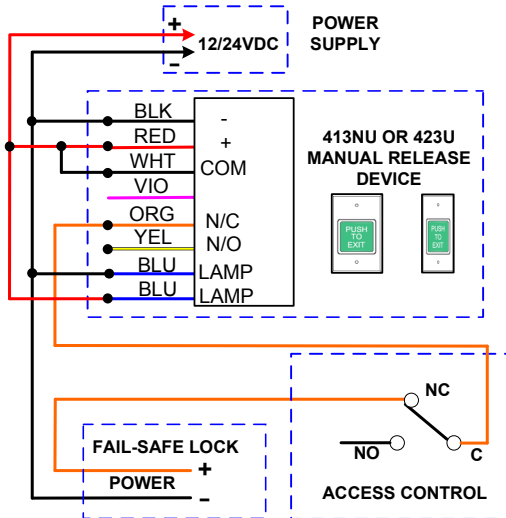 +
12/24VDC
–
POWER
SUPPLY
BLK -
RED +
WHT COM
VIO
ORG N/C
YEL N/O
BLU LAMP
BLU LAMP
413NU OR 423U
MANUAL RELEASE
DEVICE
PUSH
TO
EXIT
PUSH
TO
EXIT
NC
NO
C
ACCESS CONTROL
FAIL-SAFE LOCK
+
POWER
–